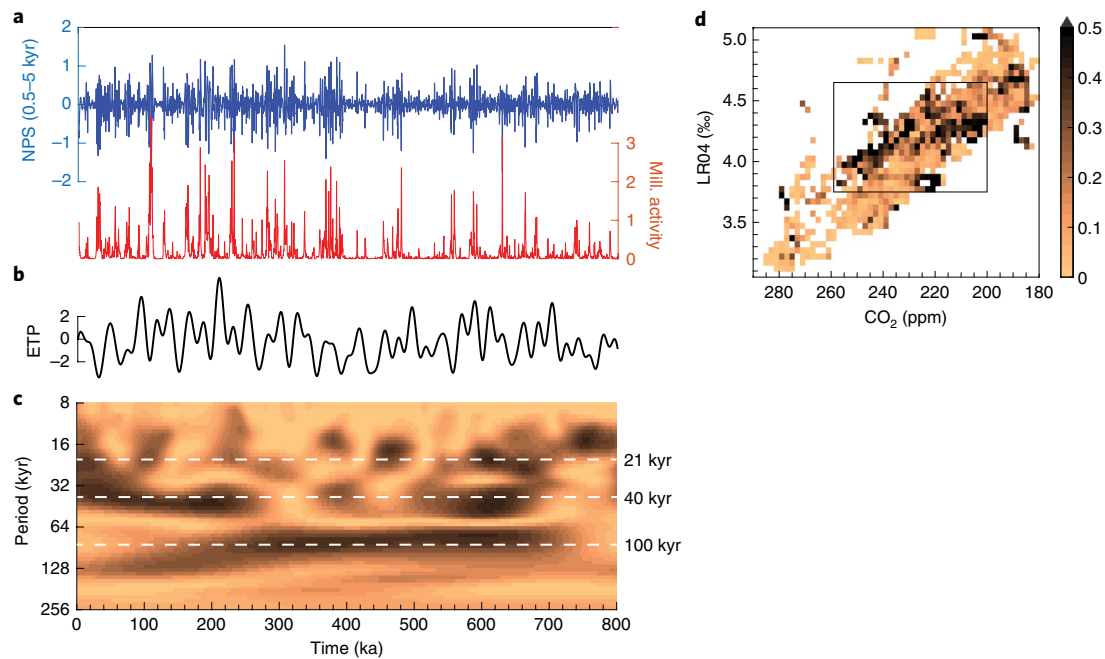 a
NPS (0.5–5 kyr)
2
1
0
−1
−2
3
2
1
0
Mill. activity
b
ETP
2
0
−2
c
Period (kyr)
8
16
32
64
128
256
21 kyr
40 kyr
100 kyr
0 100 200 300 400 500 600 700 800
Time (ka)
d
LR04 (‰)
5.0
4.5
4.0
3.5
280 260 240 220 200 180
CO₂ (ppm)
0.5
0.4
0.3
0.2
0.1
0